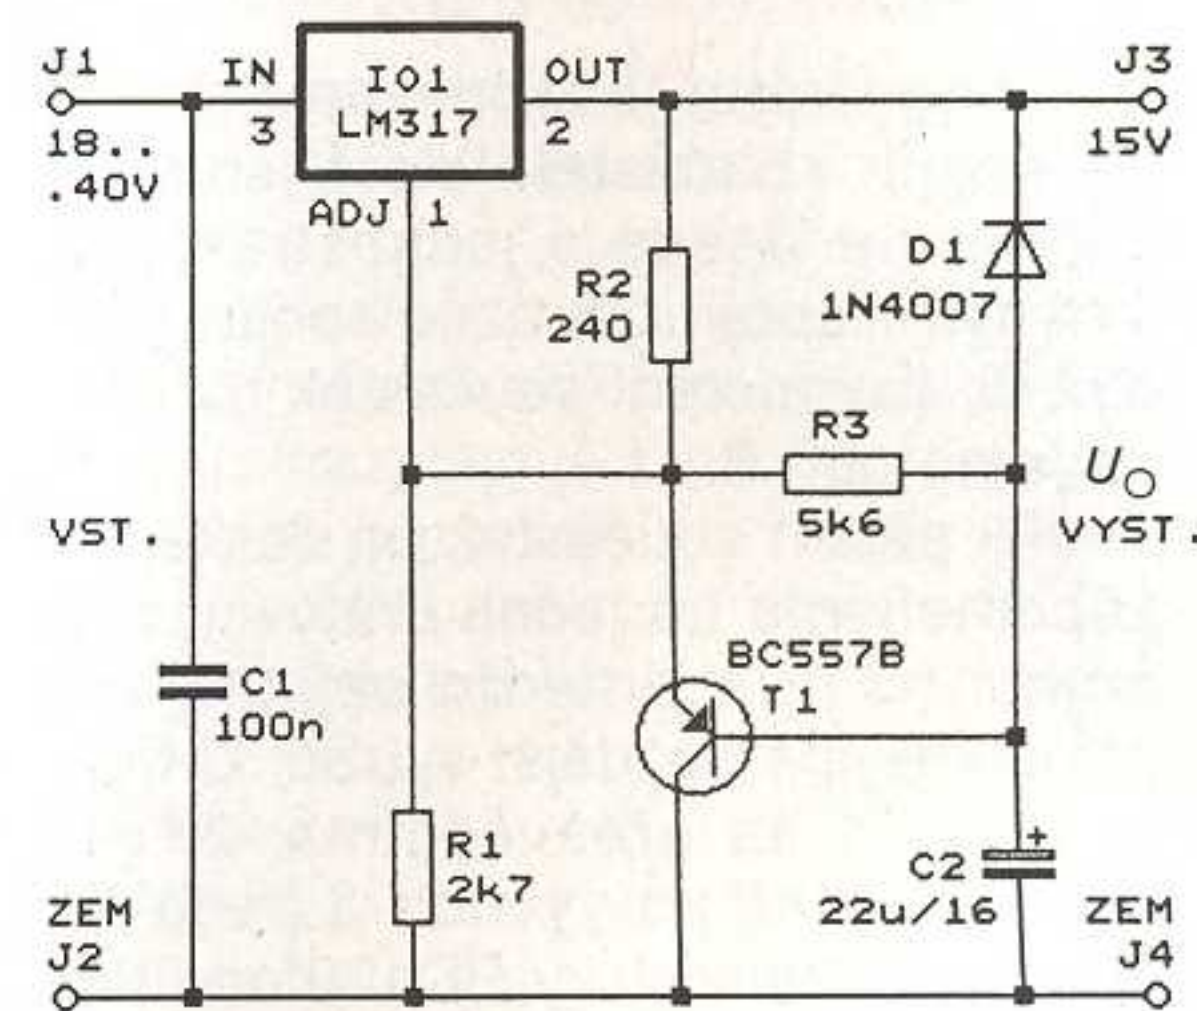 J1
18..
.40V
IN
3
IO1
LM317
OUT
2
J3
15V
ADJ 1
R2
240
D1
1N4007
R3
5k6
VST.
UO
VYST.
BC557B
T1
C1
100n
R1
2k7
C2
+
22u/16
ZEM
J2
ZEM
J4